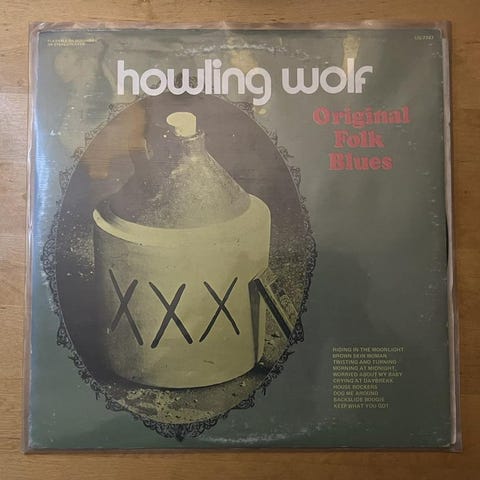 howling wolf
Original
Folk
Blues
XXX
RIDING IN THE MOONLIGHT
BROWN SKIN WOMAN
TWISTING AND TURNING
MORNING AT MIDNIGHT,
WORRIED ABOUT MY BABY
CRYING AT DAYBREAK
HOUSE ROCKERS
DOG ME AROUND
BACKSLIDE BOOGIE
KEEP WHAT YOU GOT